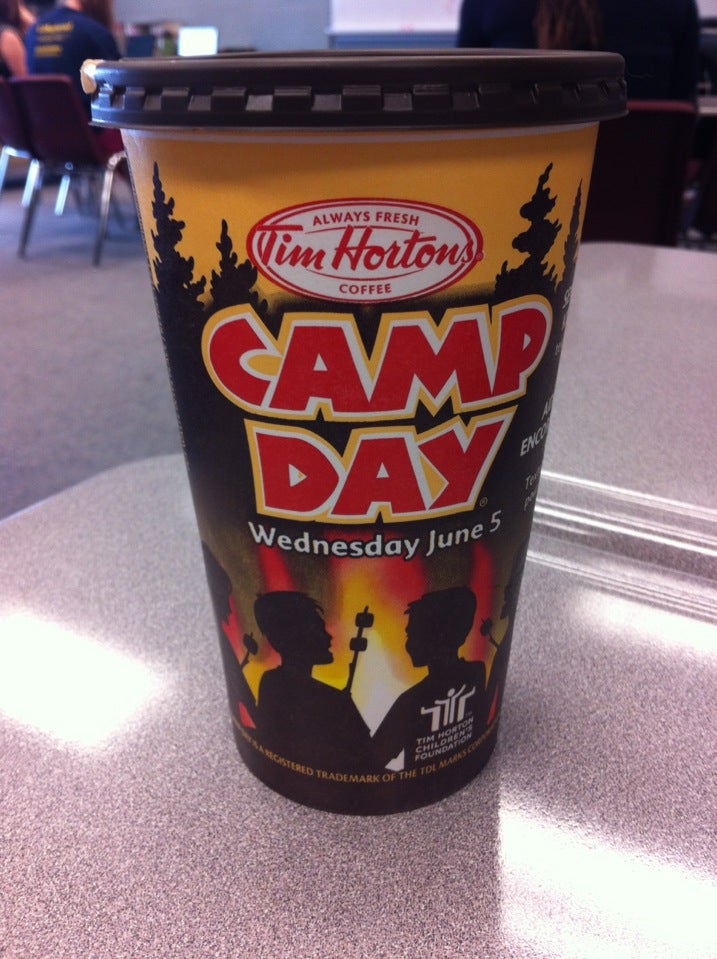 ALWAYS FRESH
Tim Hortons
COFFEE
CAMP
DAY
Wednesday June 5
TIM HORTON
CHILDREN'S
FOUNDATION
IS A REGISTERED TRADEMARK OF THE TDL MARKS